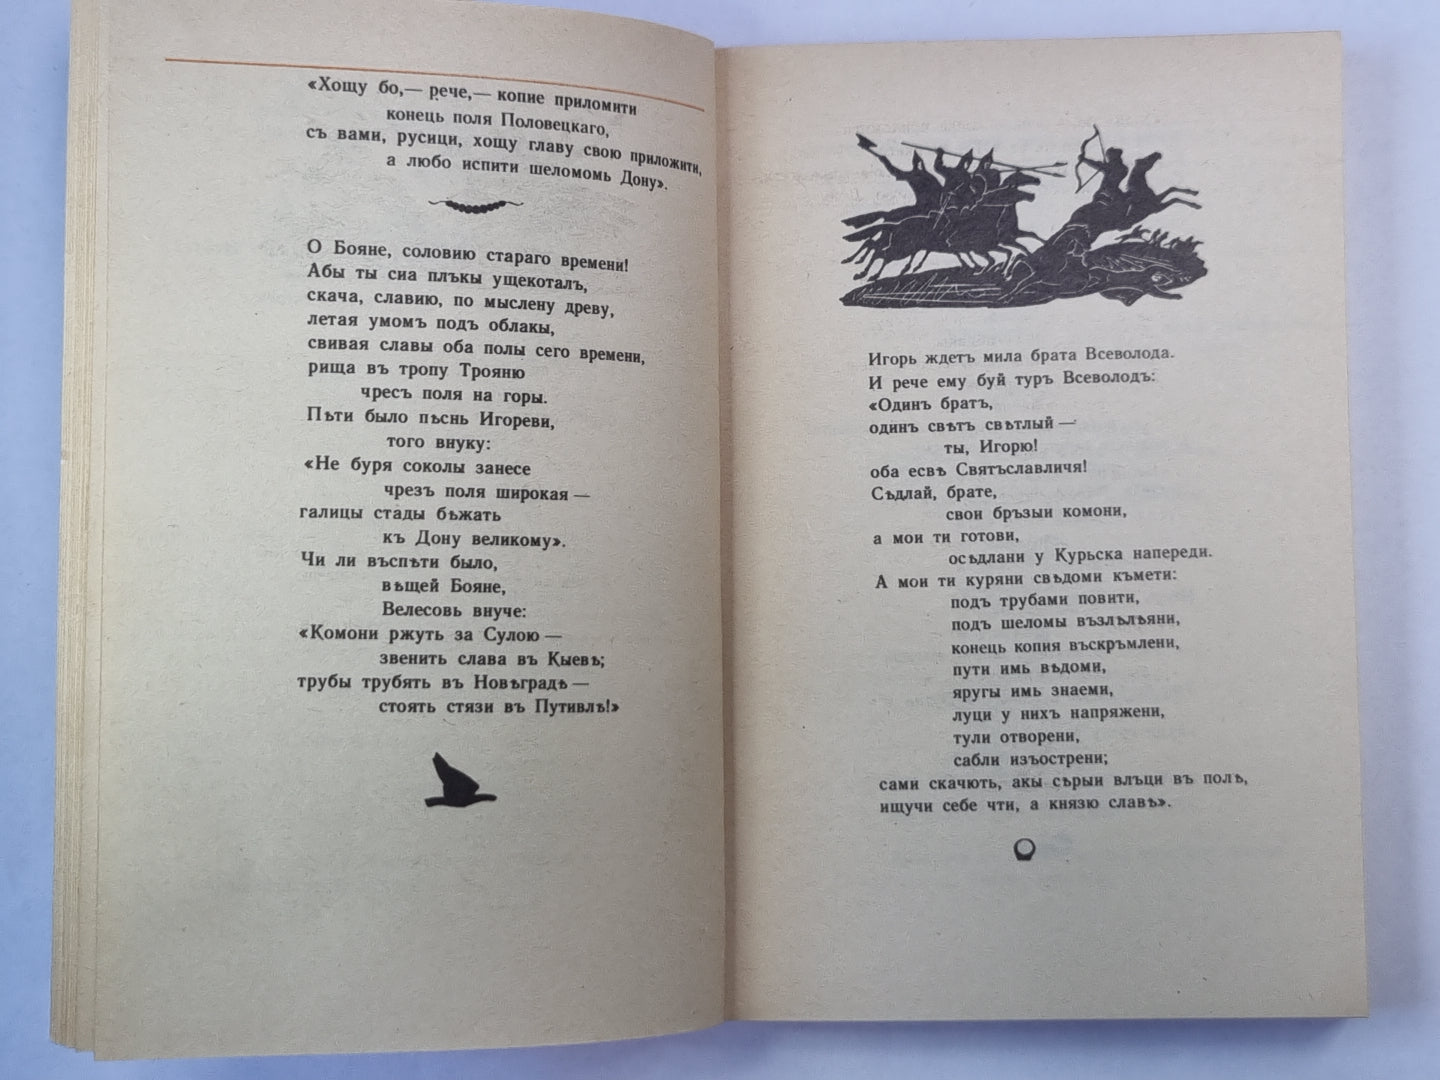 «Хощу бо,— рече,— копие приломити
конець поля Половецкаго,
съ вами, русици, хощу главу свою приложити,
а любо испити шеломомь Дону».
О Бояне, соловию стараго времени!
Абы ты сиа плъкы ущекоталъ,
скача, славию, по мыслену древу,
летая умомъ подъ облакы,
свивая славы оба полы сего времени,
рища въ тропу Трояню
чресъ поля на горы.
Пѣти было пѣснь Игореви,
того внуку:
«Не буря соколы занесе
чрезъ поля широкая —
галицы стады бѣжать
къ Дону великому».
Чи ли въспѣти было,
вѣщей Бояне,
Велесовь внуче:
«Комони ржуть за Сулою —
звенить слава въ Кыевѣ;
трубы трубять въ Новѣградѣ —
стоять стязи въ Путивлѣ!»
Игорь ждетъ мила брата Всеволода.
И рече ему буй туръ Всеволодъ:
«Одинъ братъ,
одинъ свѣтъ свѣтлый —
ты, Игорю!
оба есвѣ Святъславличя!
Сѣдлай, брате,
свои бръзыи комони,
а мои ти готови,
осѣдлани у Курьска напереди.
А мои ти куряни свѣдоми къмети:
подъ трубами повити,
подъ шеломы възлѣлѣяни,
конець копия въскръмлени,
пути имь вѣдоми,
яругы имь знаеми,
луци у нихъ напряжени,
тули отворени,
сабли изъострени;
сами скачють, акы сѣрыи влъци въ полѣ,
ищучи себе чти, а князю славѣ».